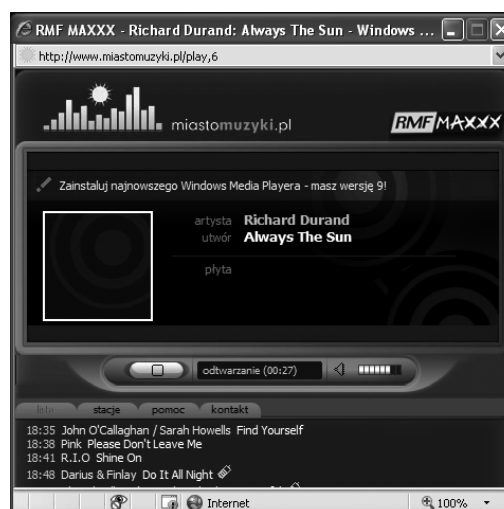 RMF MAXXX - Richard Durand: Always The Sun - Windows ...
http://www.miastomuzyki.pl/play,6
miastomuzyki.pl
RMF MAXXX
Zainstaluj najnowszego Windows Media Playera - masz wersję 9!
artysta Richard Durand
utwór Always The Sun
płyta
odtwarzanie (00:27)
lista stacje pomoc kontakt
18:35 John O'Callaghan / Sarah Howells Find Yourself
18:38 Pink Please Don't Leave Me
18:41 R.I.O Shine On
18:48 Darius & Finlay Do It All Night
Internet 100%